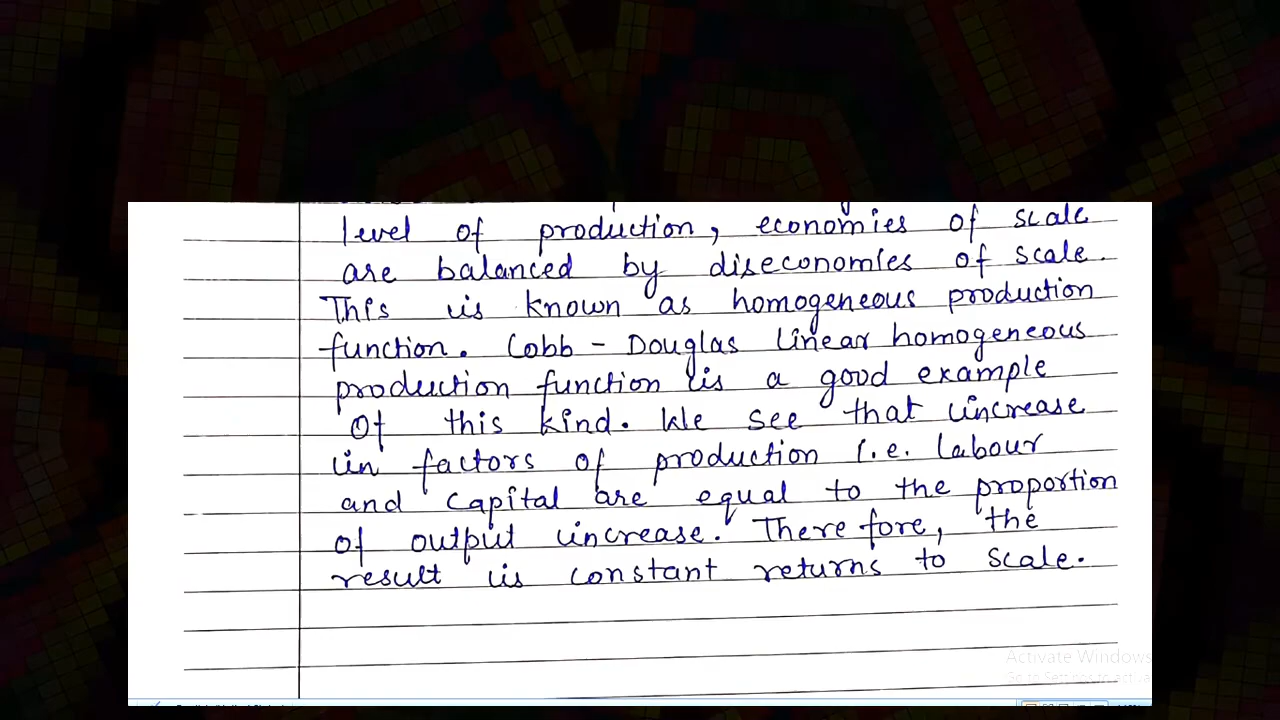 level of production, economies of scale
are balanced by diseconomies of scale.
This is known as homogeneous production
function. Cobb - Douglas linear homogeneous
production function is a good example
of this kind. We see that increase
in factors of production i.e. labour
and capital are equal to the proportion
of output increase. Therefore, the
result is constant returns to scale.
Activate Windows